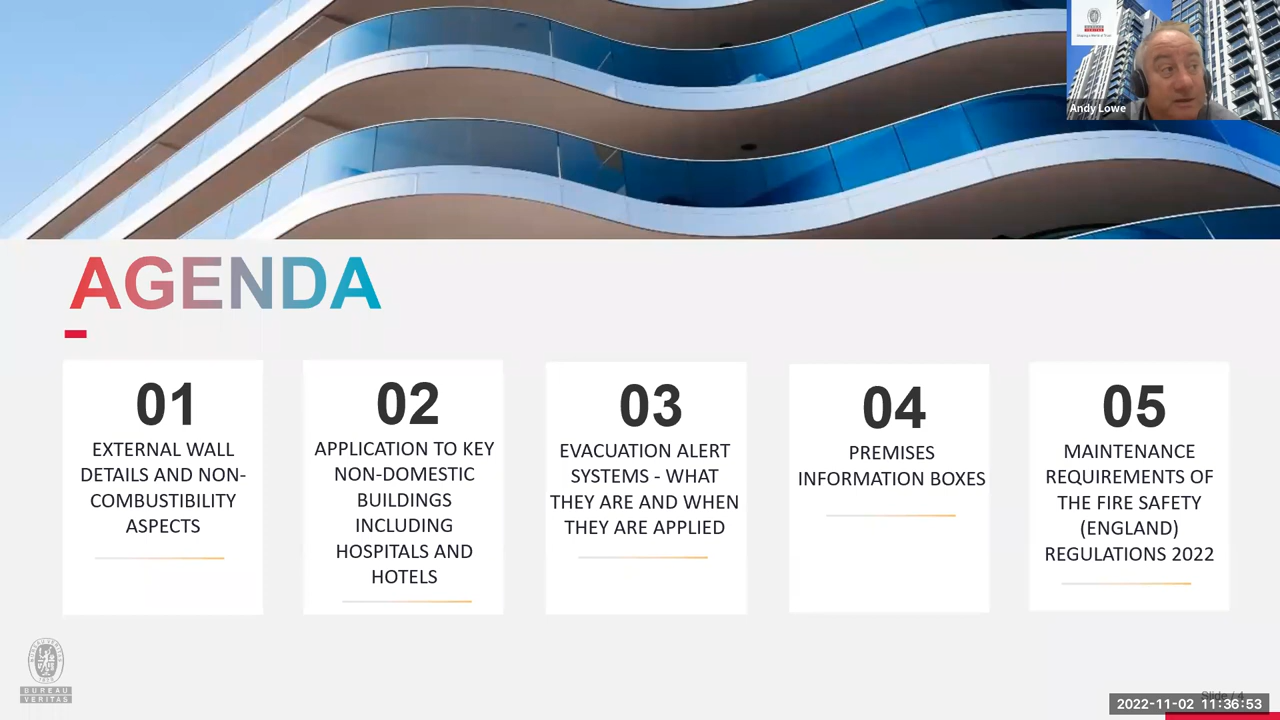 Andy Lowe
AGENDA
01
EXTERNAL WALL
DETAILS AND NON-
COMBUSTIBILITY
ASPECTS
02
APPLICATION TO KEY
NON-DOMESTIC
BUILDINGS
INCLUDING
HOSPITALS AND
HOTELS
03
EVACUATION ALERT
SYSTEMS - WHAT
THEY ARE AND WHEN
THEY ARE APPLIED
04
PREMISES
INFORMATION BOXES
05
MAINTENANCE
REQUIREMENTS OF
THE FIRE SAFETY
(ENGLAND)
REGULATIONS 2022
BUREAU
VERITAS
Slide / 4
2022-11-02 11:36:53